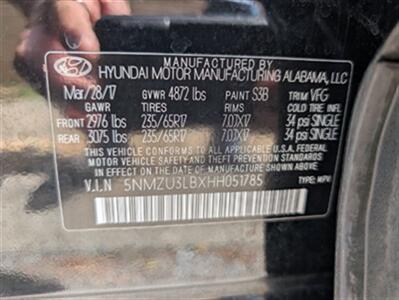 MANUFACTURED BY
HYUNDAI MOTOR MANUFACTURING ALABAMA, LLC
Mar/28/17 GVWR 4872 lbs PAINT S3B TRIM VFG
GAWR TIRES RIMS COLD TIRE INFL
FRONT 2976 lbs 235/65R17 7.0JX17 34 psi SINGLE
REAR 3075 lbs 235/65R17 7.0JX17 34 psi SINGLE
THIS VEHICLE CONFORMS TO ALL APPLICABLE FEDERAL
MOTOR VEHICLE SAFETY AND THEFT PREVENTION STANDARDS
IN EFFECT ON THE DATE OF MANUFACTURE SHOWN ABOVE.
V.I.N 5NMZU3LBXHH051785 TYPE: MPV